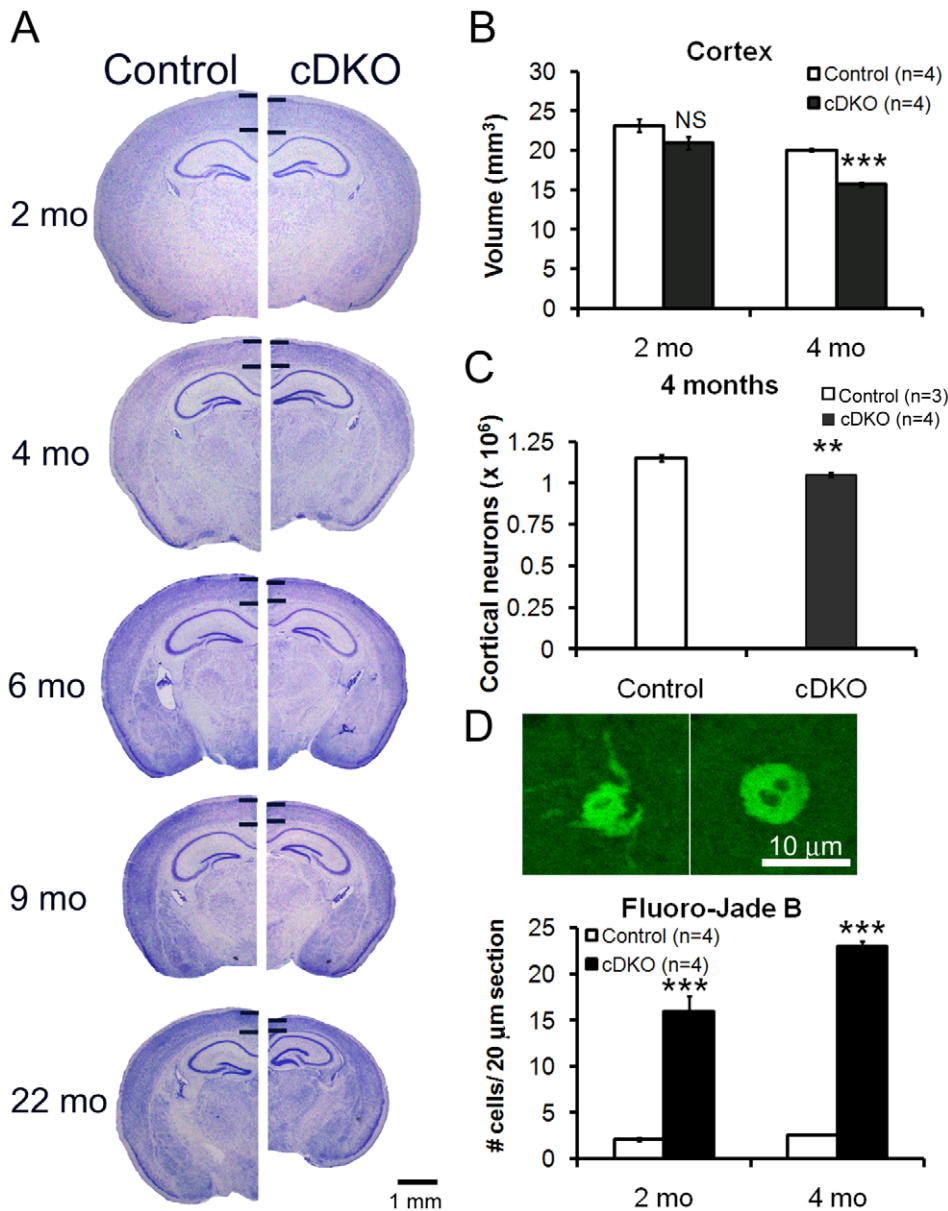 A
Control cDKO
2 mo
4 mo
6 mo
9 mo
22 mo
1 mm
B
Cortex
Control (n=4)
cDKO (n=4)
Volume (mm³)
30
25
20
15
10
5
0
NS
***
2 mo 4 mo
C
4 months
Control (n=3)
cDKO (n=4)
Cortical neurons (x 10⁶)
1.25
1
0.75
0.5
0.25
0
**
Control cDKO
D
10 µm
Fluoro-Jade B
Control (n=4)
cDKO (n=4)
# cells/ 20 µm section
25
20
15
10
5
0
***
***
2 mo 4 mo